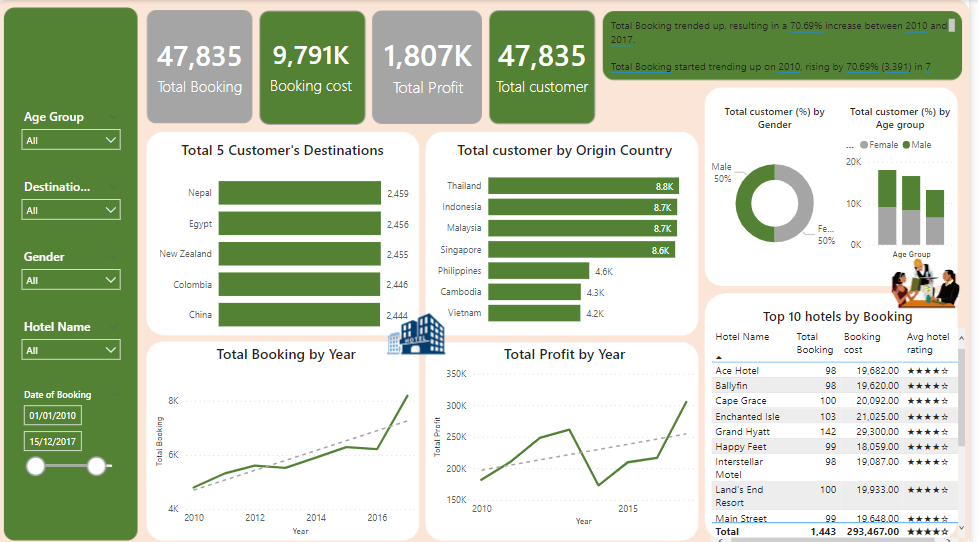 47,835
Total Booking
9,791K
Booking cost
1,807K
Total Profit
47,835
Total customer
Total Booking trended up, resulting in a 70.69% increase between 2010 and
2017.
Total Booking started trending up on 2010, rising by 70.69% (3,391) in 7
Age Group
All
Destinatio...
All
Gender
All
Hotel Name
All
Date of Booking
01/01/2010
15/12/2017
Total 5 Customer's Destinations
Nepal 2,459
Egypt 2,456
New Zealand 2,455
Colombia 2,446
China 2,444
Total customer by Origin Country
Thailand 8.8K
Indonesia 8.7K
Malaysia 8.7K
Singapore 8.6K
Philippines 4.6K
Cambodia 4.3K
Vietnam 4.2K
Total customer (%) by
Gender
Male
50%
Fe...
50%
Total customer (%) by
Age group
... Female Male
20K
10K
0K
Age Group
HOTEL
Total Booking by Year
Total Booking
8K
6K
4K
2010 2012 2014 2016
Year
Total Profit by Year
Total Profit
350K
300K
250K
200K
150K
2010 2015
Year
Top 10 hotels by Booking
Hotel Name Total Booking Booking cost Avg hotel rating
Ace Hotel 98 19,682.00 ★★★★☆
Ballyfin 98 19,620.00 ★★★★☆
Cape Grace 100 20,092.00 ★★★★☆
Enchanted Isle 103 21,025.00 ★★★★☆
Grand Hyatt 142 29,300.00 ★★★★☆
Happy Feet 99 18,059.00 ★★★★☆
Interstellar Motel 98 19,087.00 ★★★★☆
Land's End Resort 100 19,933.00 ★★★★☆
Main Street 99 19,648.00 ★★★★☆
Total 1,443 293,467.00 ★★★★☆